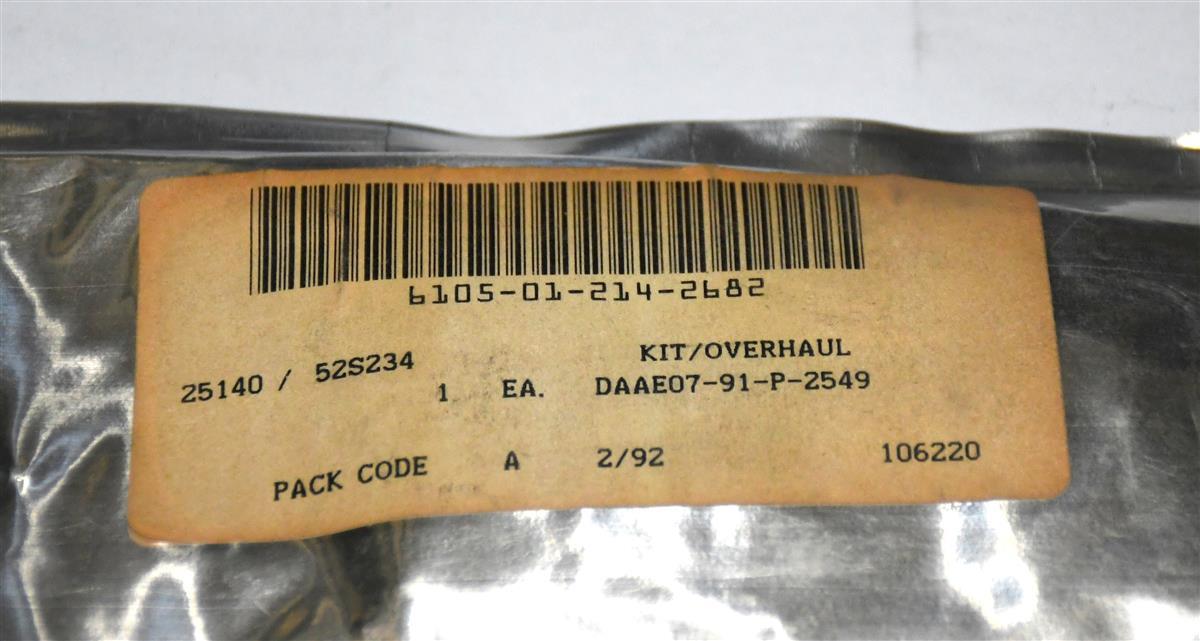 6105-01-214-2682
KIT/OVERHAUL
25140 / 52S234 1 EA. DAAE07-91-P-2549
PACK CODE A 2/92 106220